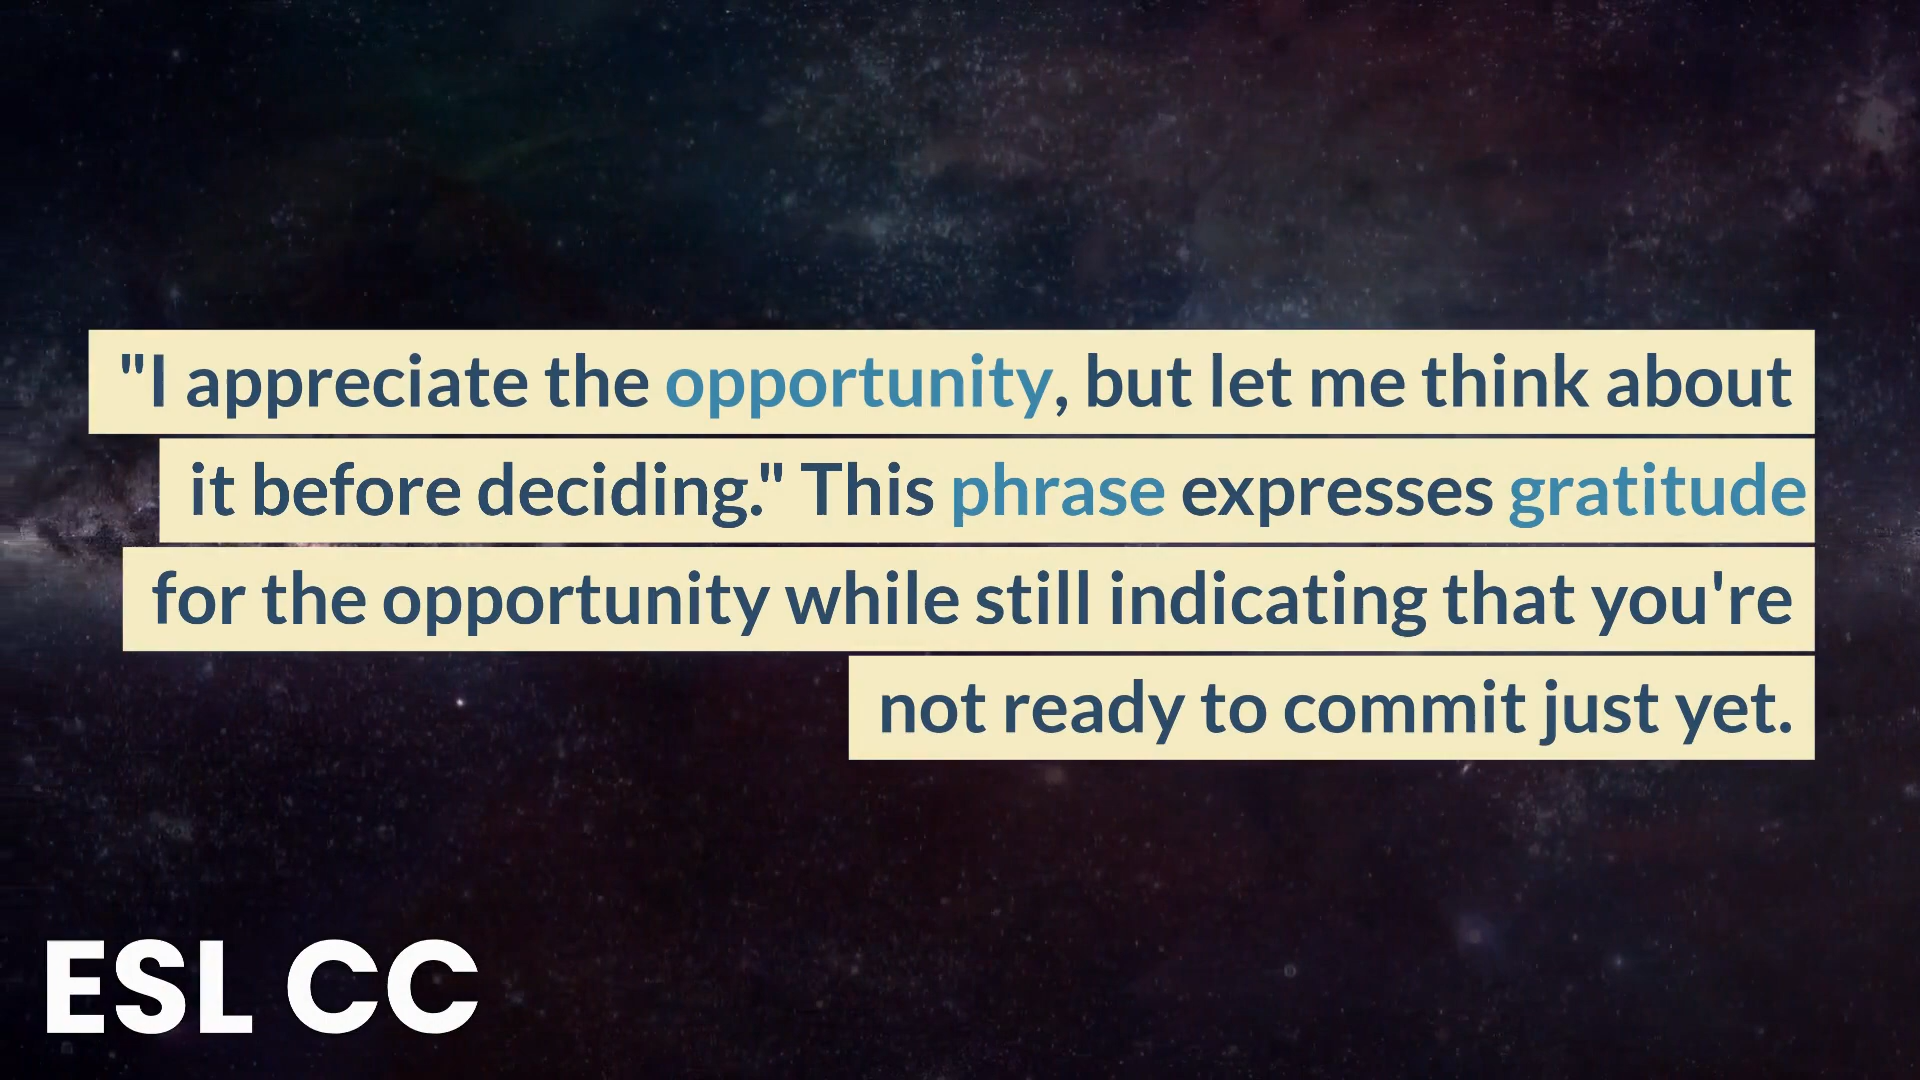 "I appreciate the opportunity, but let me think about
it before deciding." This phrase expresses gratitude
for the opportunity while still indicating that you're
not ready to commit just yet.
ESL CC